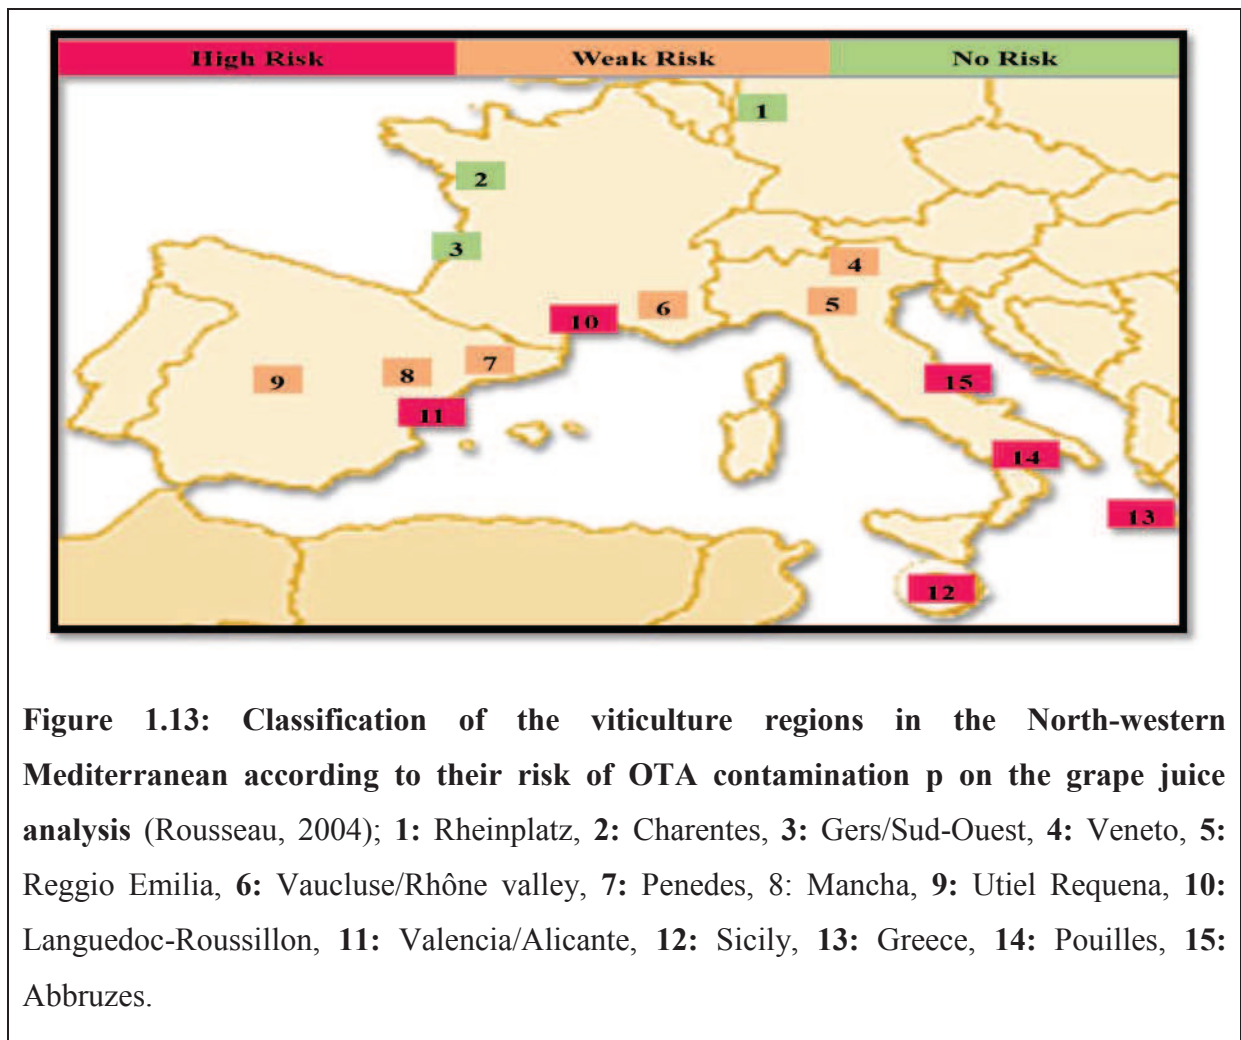 High Risk Weak Risk No Risk
1
2
3
4
5
6
10
7
8
9
15
11
14
13
12
Figure 1.13: Classification of the viticulture regions in the North-western
Mediterranean according to their risk of OTA contamination p on the grape juice
analysis (Rousseau, 2004); 1: Rheinplatz, 2: Charentes, 3: Gers/Sud-Ouest, 4: Veneto, 5:
Reggio Emilia, 6: Vaucluse/Rhône valley, 7: Penedes, 8: Mancha, 9: Utiel Requena, 10:
Languedoc-Roussillon, 11: Valencia/Alicante, 12: Sicily, 13: Greece, 14: Pouilles, 15:
Abbruzes.